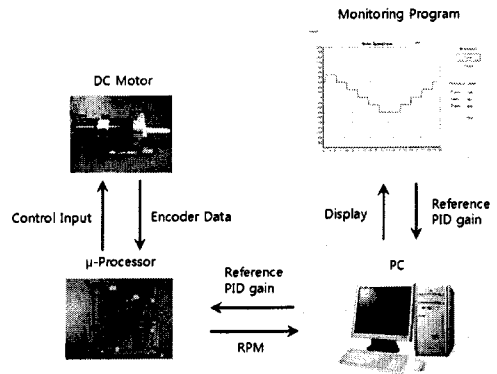 Monitoring Program
DC Motor
Control Input
Encoder Data
Display
Reference
PID gain
μ-Processor
Reference
PID gain
PC
RPM